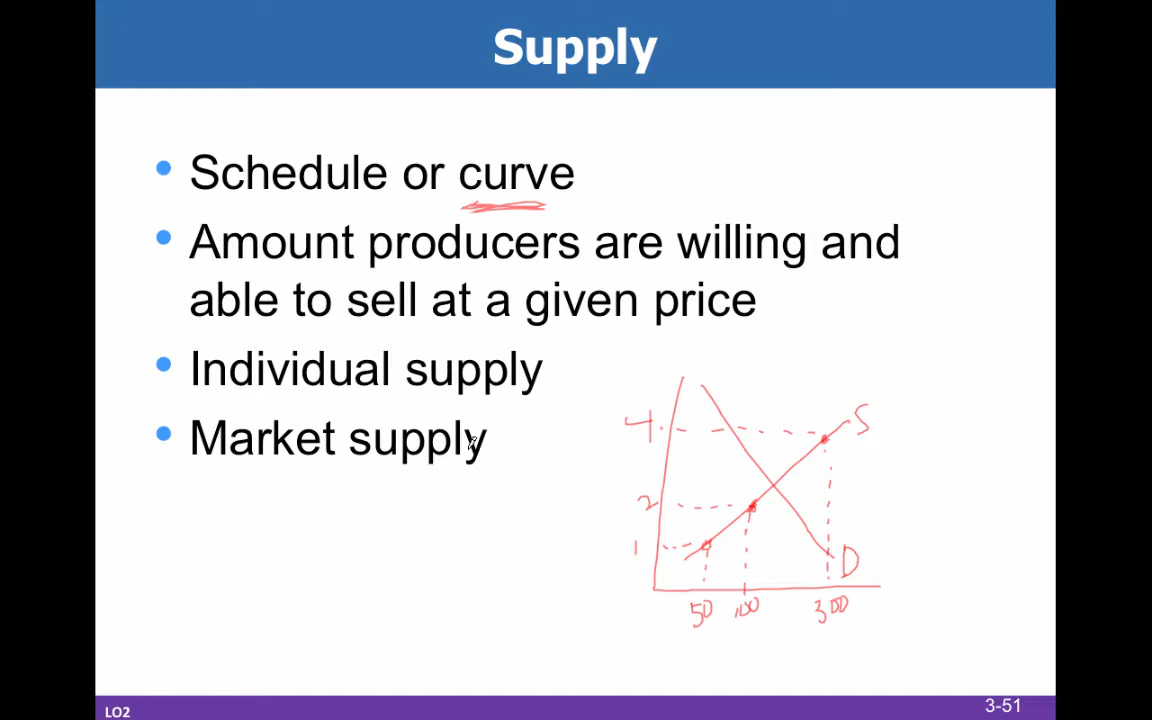 Supply
• Schedule or curve
• Amount producers are willing and
able to sell at a given price
• Individual supply
• Market supply
4
S
2
1
D
50 100 300
LO2
3-51